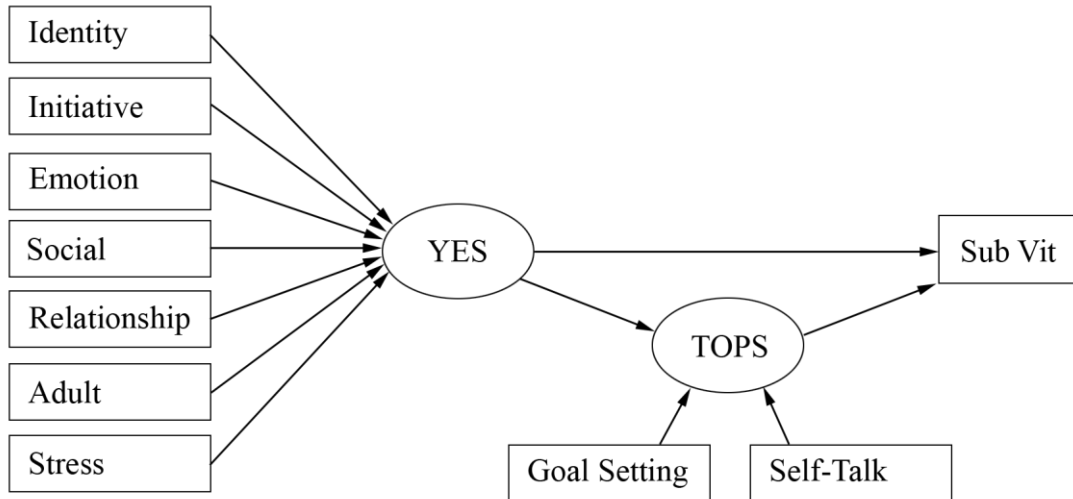 Identity
Initiative
Emotion
Social
Relationship
Adult
Stress
YES
TOPS
Sub Vit
Goal Setting
Self-Talk